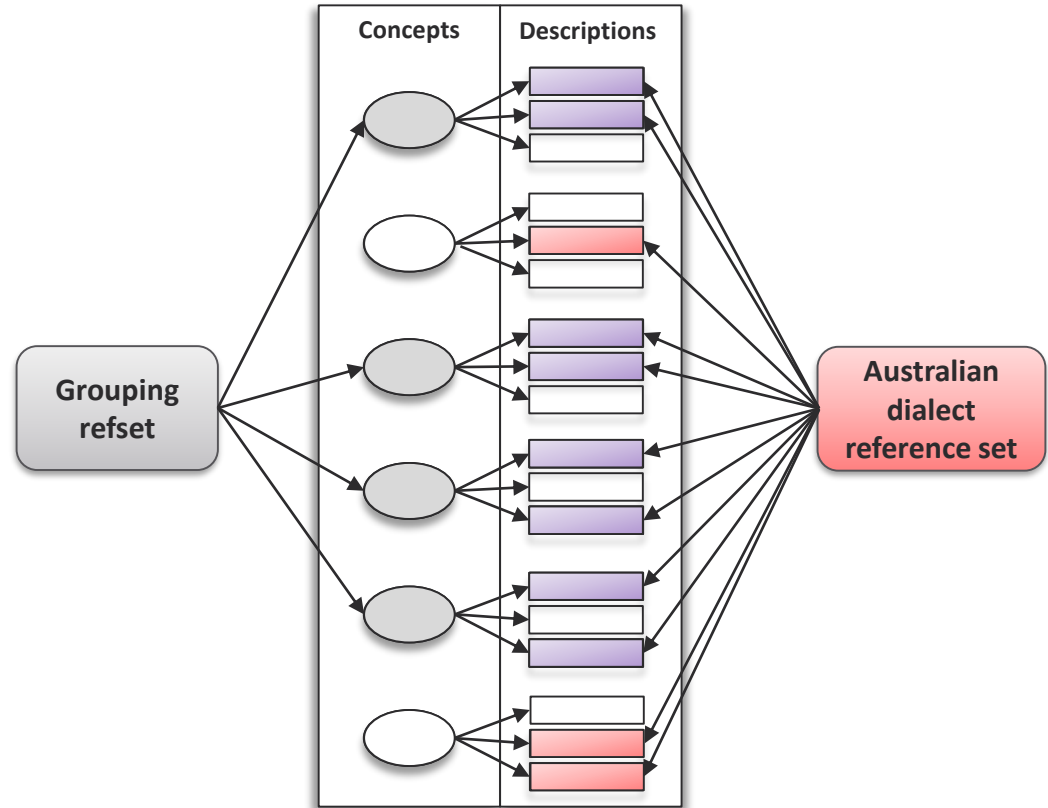 Concepts
Descriptions
Grouping
refset
Australian
dialect
reference set